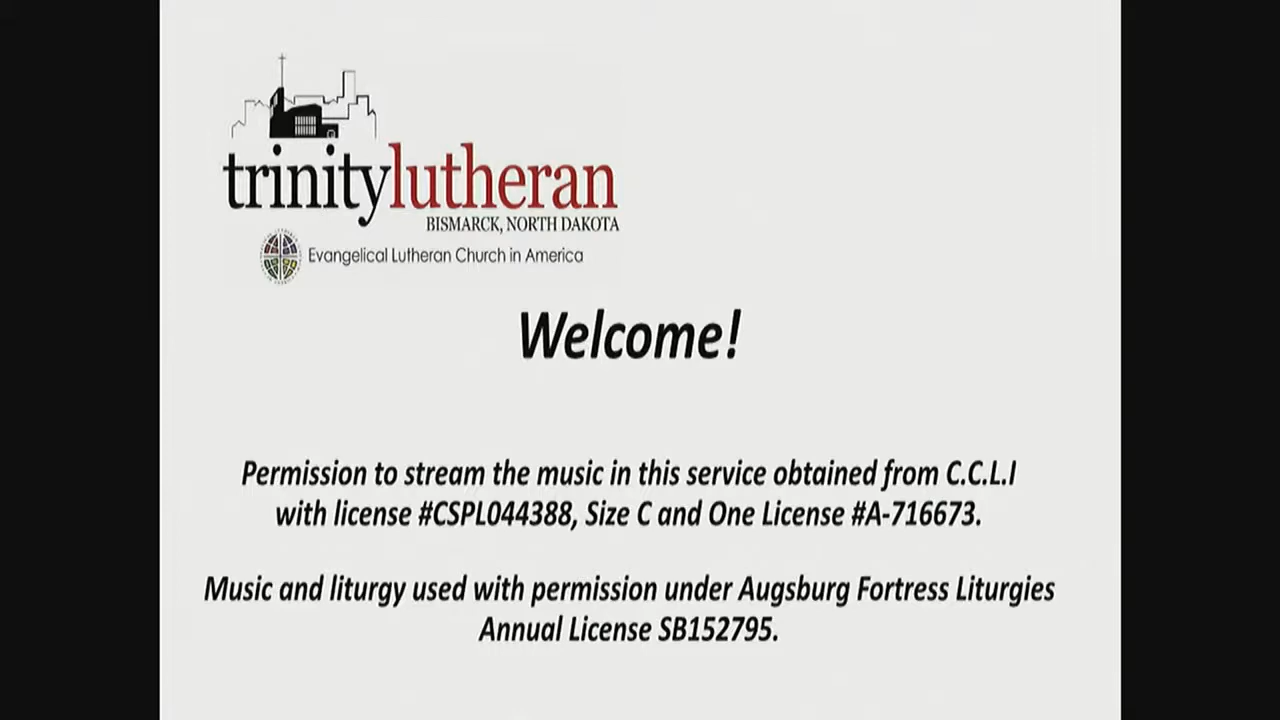 trinitylutheran
BISMARCK, NORTH DAKOTA
Evangelical Lutheran Church in America
Welcome!
Permission to stream the music in this service obtained from C.C.L.I
with license #CSPL044388, Size C and One License #A-716673.
Music and liturgy used with permission under Augsburg Fortress Liturgies
Annual License SB152795.